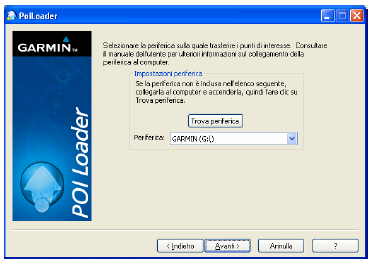 PoiLoader
GARMIN™
POI Loader
Selezionare la periferica sulla quale trasferire i punti di interesse. Consultare
il manuale dell'utente per ulteriori informazioni sul collegamento della
periferica al computer.
Impostazioni periferica
Se la periferica non è inclusa nell'elenco seguente,
collegarla al computer e accenderla, quindi fare clic su
Trova periferica.
Trova periferica
Periferica: GARMIN (G:\)
< Indietro Avanti > Annulla ?